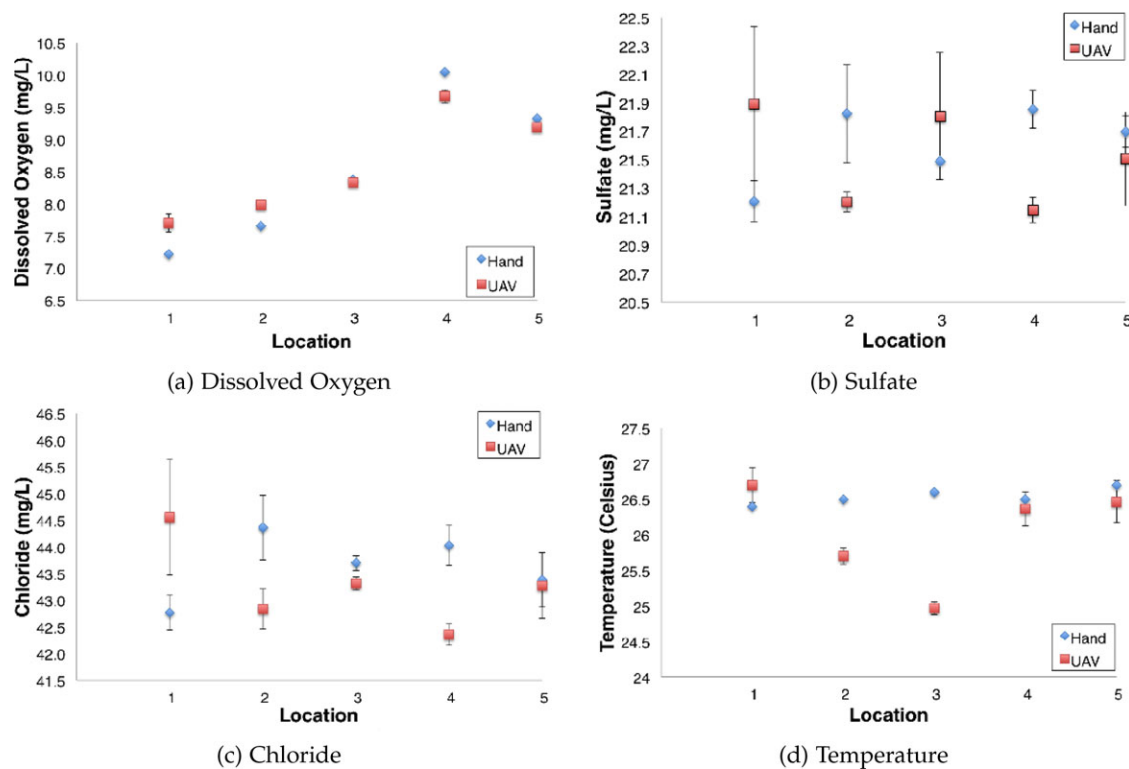 Dissolved Oxygen (mg/L)
10.5
10.0
9.5
9.0
8.5
8.0
7.5
7.0
6.5
Hand
UAV
1 2 3 4 5
Location
(a) Dissolved Oxygen
Sulfate (mg/L)
22.5
22.3
22.1
21.9
21.7
21.5
21.3
21.1
20.9
20.7
20.5
Hand
UAV
1 2 3 4 5
Location
(b) Sulfate
Chloride (mg/L)
46.5
46.0
45.5
45.0
44.5
44.0
43.5
43.0
42.5
42.0
41.5
Hand
UAV
1 2 3 4 5
Location
(c) Chloride
Temperature (Celsius)
27.5
27
26.5
26
25.5
25
24.5
24
Hand
UAV
1 2 3 4 5
Location
(d) Temperature